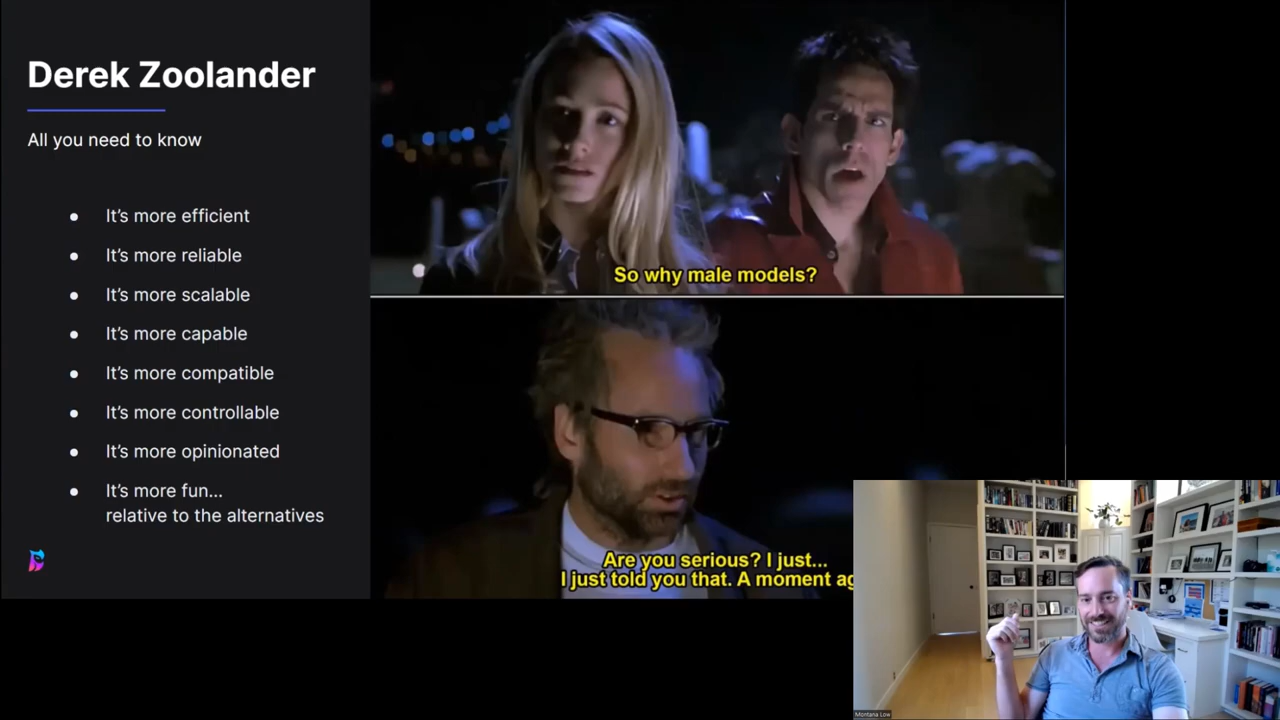 Derek Zoolander
All you need to know
It’s more efficient
It’s more reliable
It’s more scalable
It’s more capable
It’s more compatible
It’s more controllable
It’s more opinionated
It’s more fun...
relative to the alternatives
So why male models?
Are you serious? I just...
I just told you that. A moment ag
Montana Low